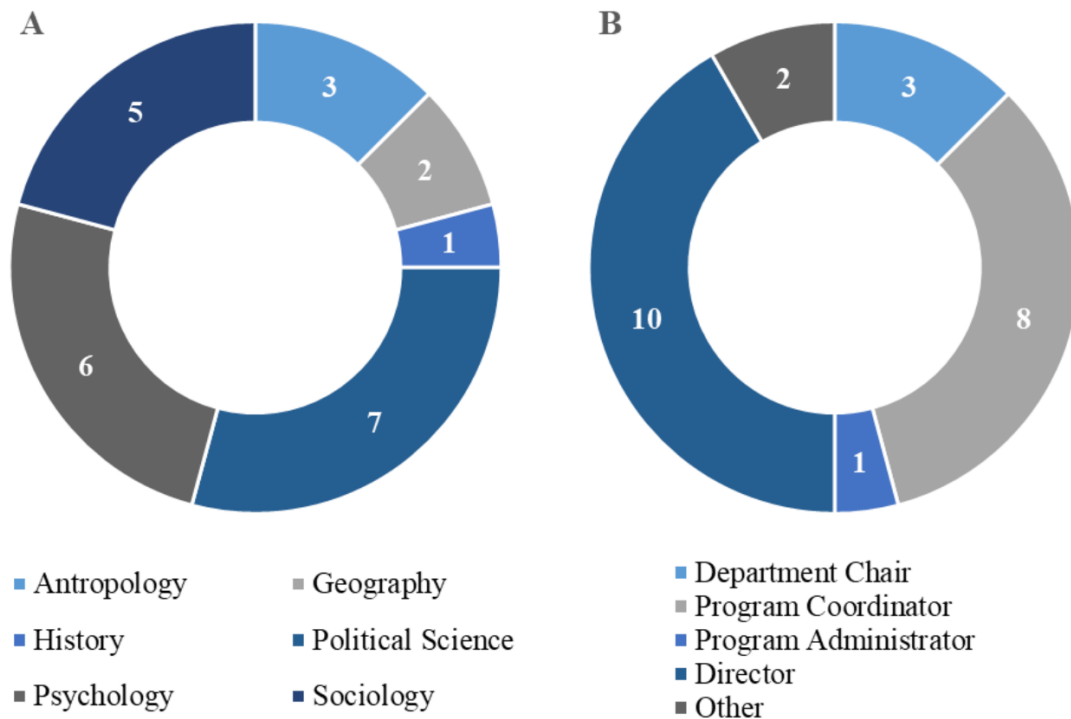 A
B
5
3
2
1
7
6
2
3
8
1
10
Antropology
Geography
History
Political Science
Psychology
Sociology
Department Chair
Program Coordinator
Program Administrator
Director
Other